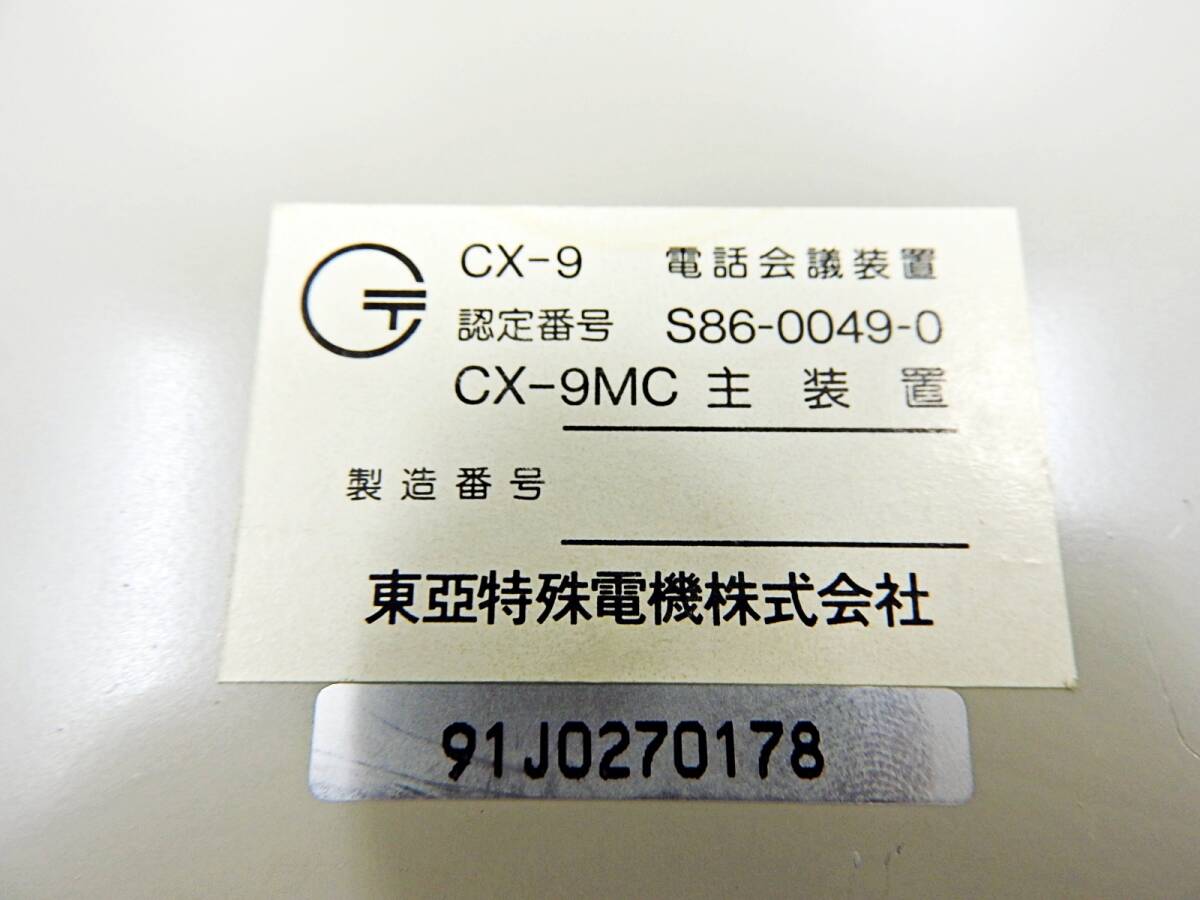 CX-9 電話会議装置
認定番号 S86-0049-0
CX-9MC 主装置
製造番号
東亞特殊電機株式会社
91J0270178